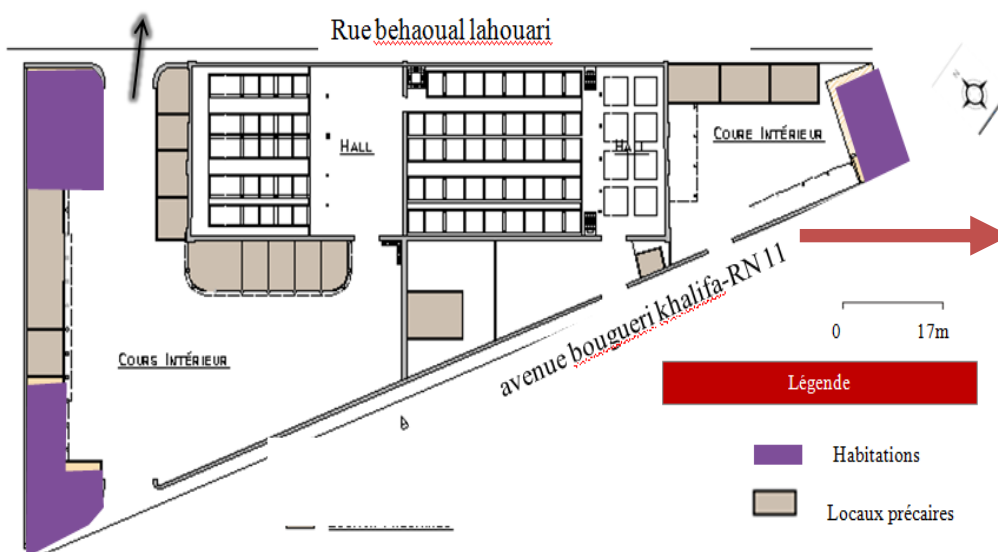 Rue behaoual lahouari
N
HALL
COURE INTÉRIEUR
COURS INTÉRIEUR
avenue bougueri khalifa-RN 11
0 17m
Légende
Habitations
Locaux précaires